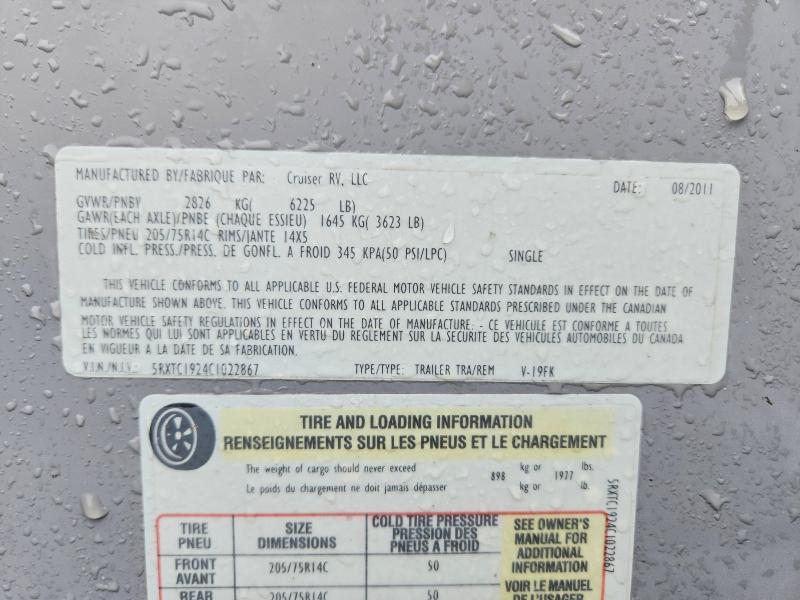 MANUFACTURED BY/FABRIQUE PAR: Cruiser RV, LLC DATE: 08/2011
GVWR/PNBV 2826 KG( 6225 LB)
GAWR(EACH AXLE)/PNBE (CHAQUE ESSIEU) 1645 KG( 3623 LB)
TIRES/PNEU 205/75R14C RIMS/JANTE 14X5
COLD INFL. PRESS./PRESS. DE GONFL. A FROID 345 KPA(50 PSI/LPC) SINGLE
THIS VEHICLE CONFORMS TO ALL APPLICABLE U.S. FEDERAL MOTOR VEHICLE SAFETY STANDARDS IN EFFECT ON THE DATE OF
MANUFACTURE SHOWN ABOVE. THIS VEHICLE CONFORMS TO ALL APPLICABLE STANDARDS PRESCRIBED UNDER THE CANADIAN
MOTOR VEHICLE SAFETY REGULATIONS IN EFFECT ON THE DATE OF MANUFACTURE. - CE VEHICULE EST CONFORME A TOUTES
LES NORMES QUI LUI SONT APPLICABLES EN VERTU DU REGLEMENT SUR LA SECURITE DES VEHICULES AUTOMOBILES DU CANADA
EN VIGUEUR A LA DATE DE SA FABRICATION.
V.I.N./N.I.V.: 5RXTC1924C1022867 TYPE/TYPE: TRAILER TRA/REM V-19FK
TIRE AND LOADING INFORMATION
RENSEIGNEMENTS SUR LES PNEUS ET LE CHARGEMENT
The weight of cargo should never exceed 898 kg or 1977 lbs.
Le poids du chargement ne doit jamais dépasser kg or lb.
5RXTC1924C1022867
TIRE SIZE COLD TIRE PRESSURE
PNEU DIMENSIONS PRESSION DES
PNEUS A FROID
FRONT 205/75R14C 50
AVANT
REAR 205/75R14C 50
SEE OWNER'S
MANUAL FOR
ADDITIONAL
INFORMATION
VOIR LE MANUEL
DE L'USAGER